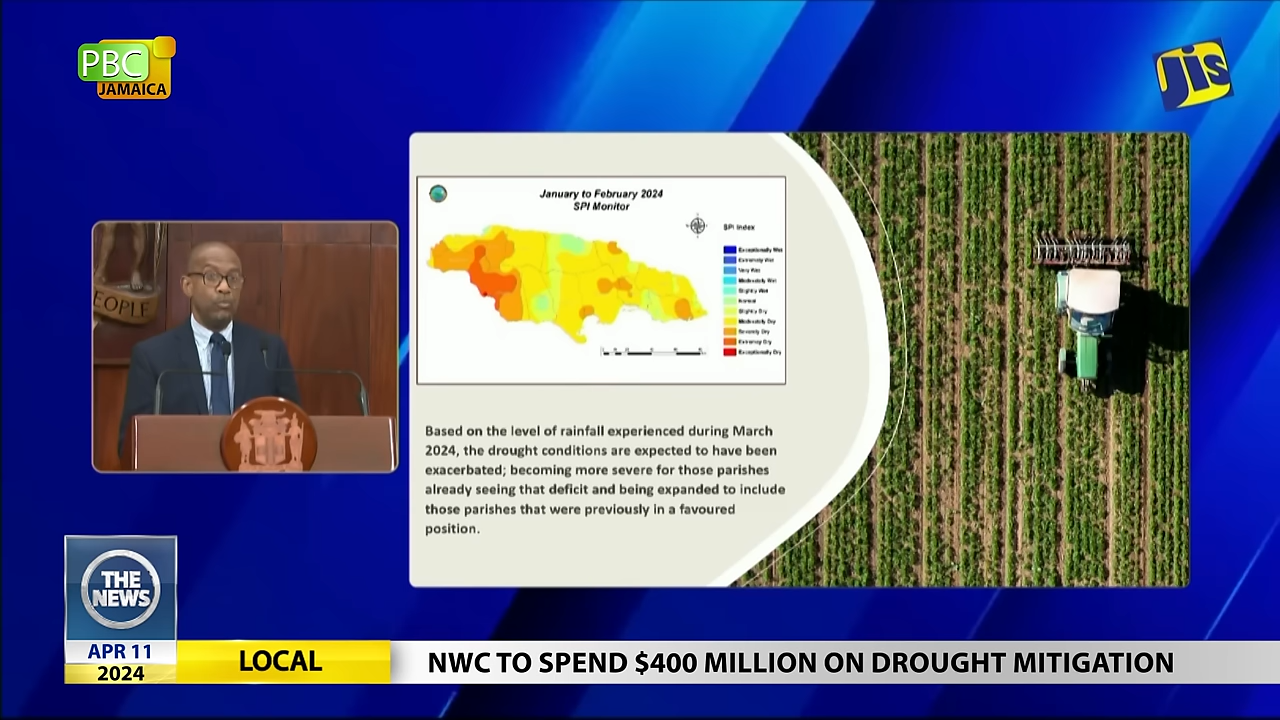 PBC
JAMAICA
Jis
EOPLE
January to February 2024
SPI Monitor
SPI Index
Exceptionally Wet
Extremely Wet
Very Wet
Moderately Wet
Slightly Wet
Normal
Slightly Dry
Moderately Dry
Severely Dry
Extremely Dry
Exceptionally Dry
Based on the level of rainfall experienced during March
2024, the drought conditions are expected to have been
exacerbated; becoming more severe for those parishes
already seeing that deficit and being expanded to include
those parishes that were previously in a favoured
position.
THE
NEWS
APR 11
2024
LOCAL
NWC TO SPEND $400 MILLION ON DROUGHT MITIGATION